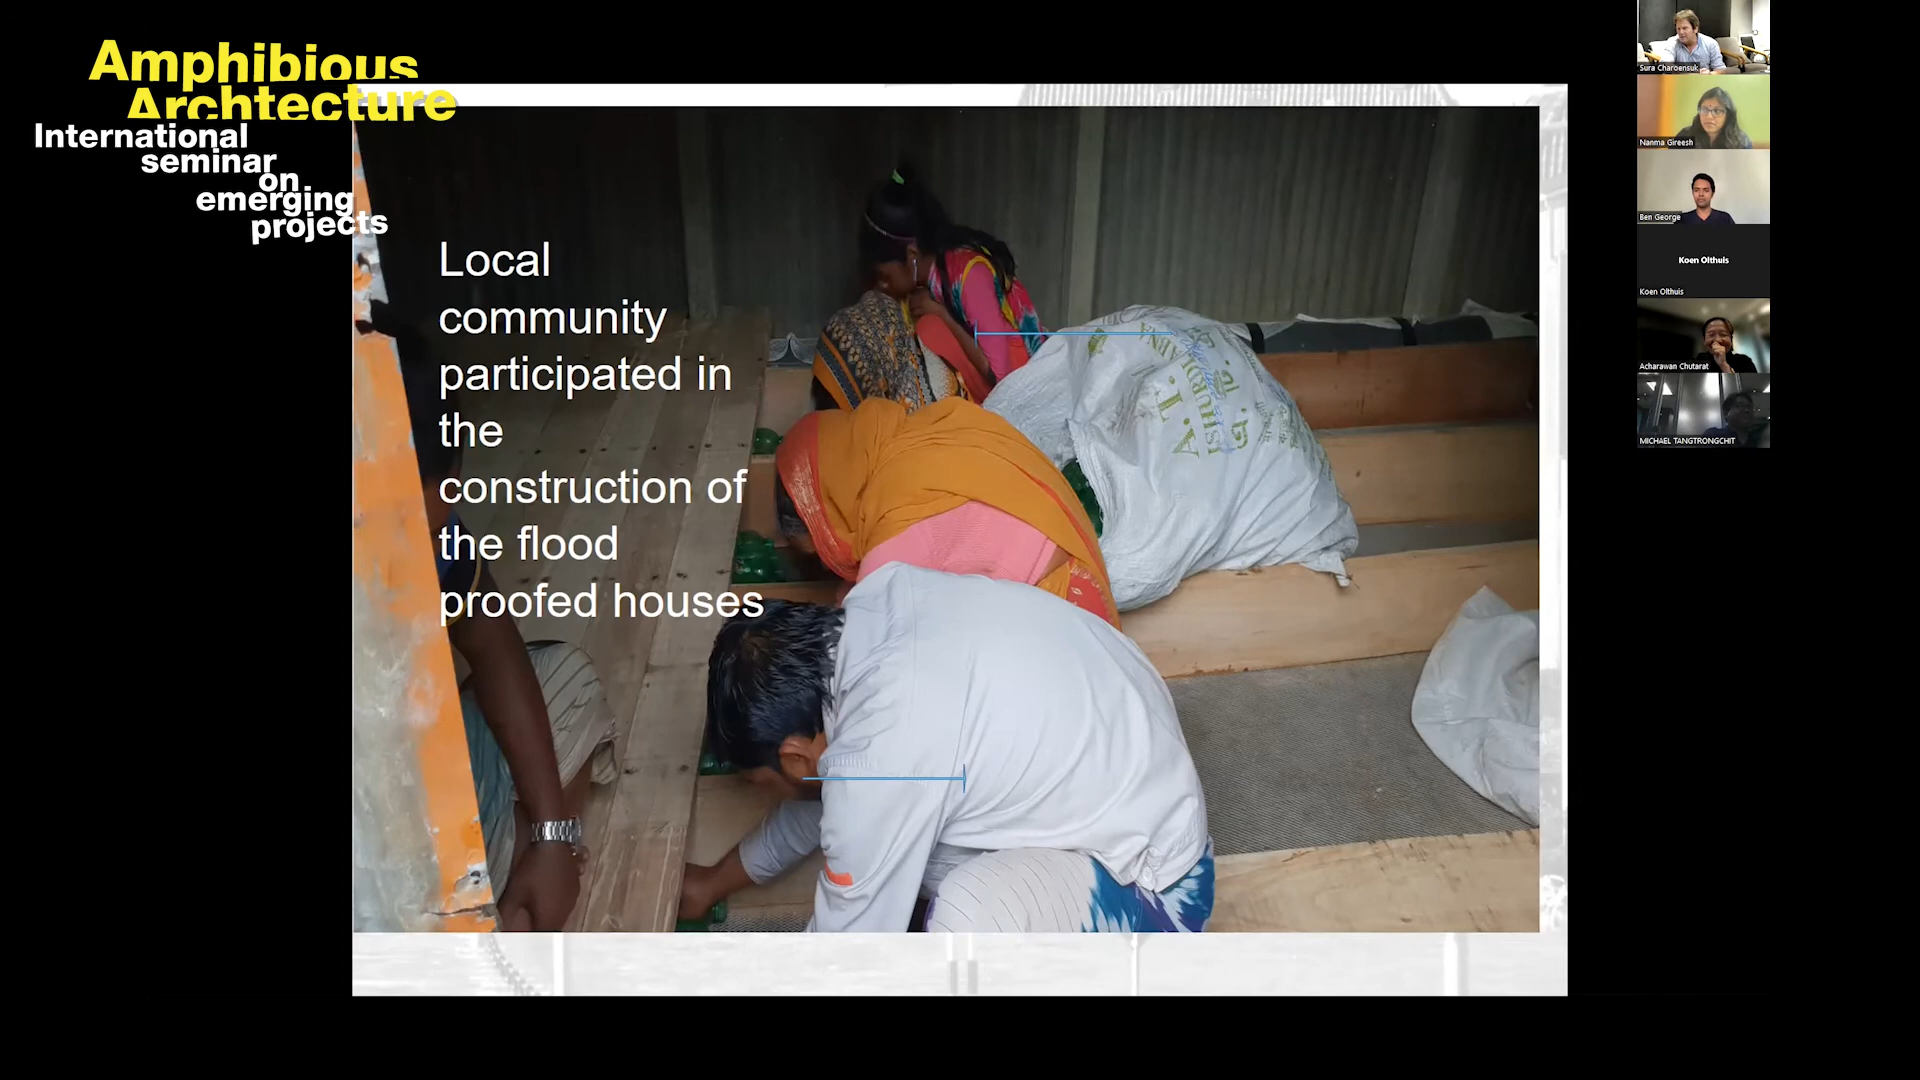 Amphibious
Archtecture
International
seminar
on
emerging
projects
Local
community
participated in
the
construction of
the flood
proofed houses
A.T.
Sura Charoensuk
Nanma Gireesh
Ben George
Koen Olthuis
Koen Olthuis
Acharawan Chutarat
MICHAEL TANGTRONGCHIT